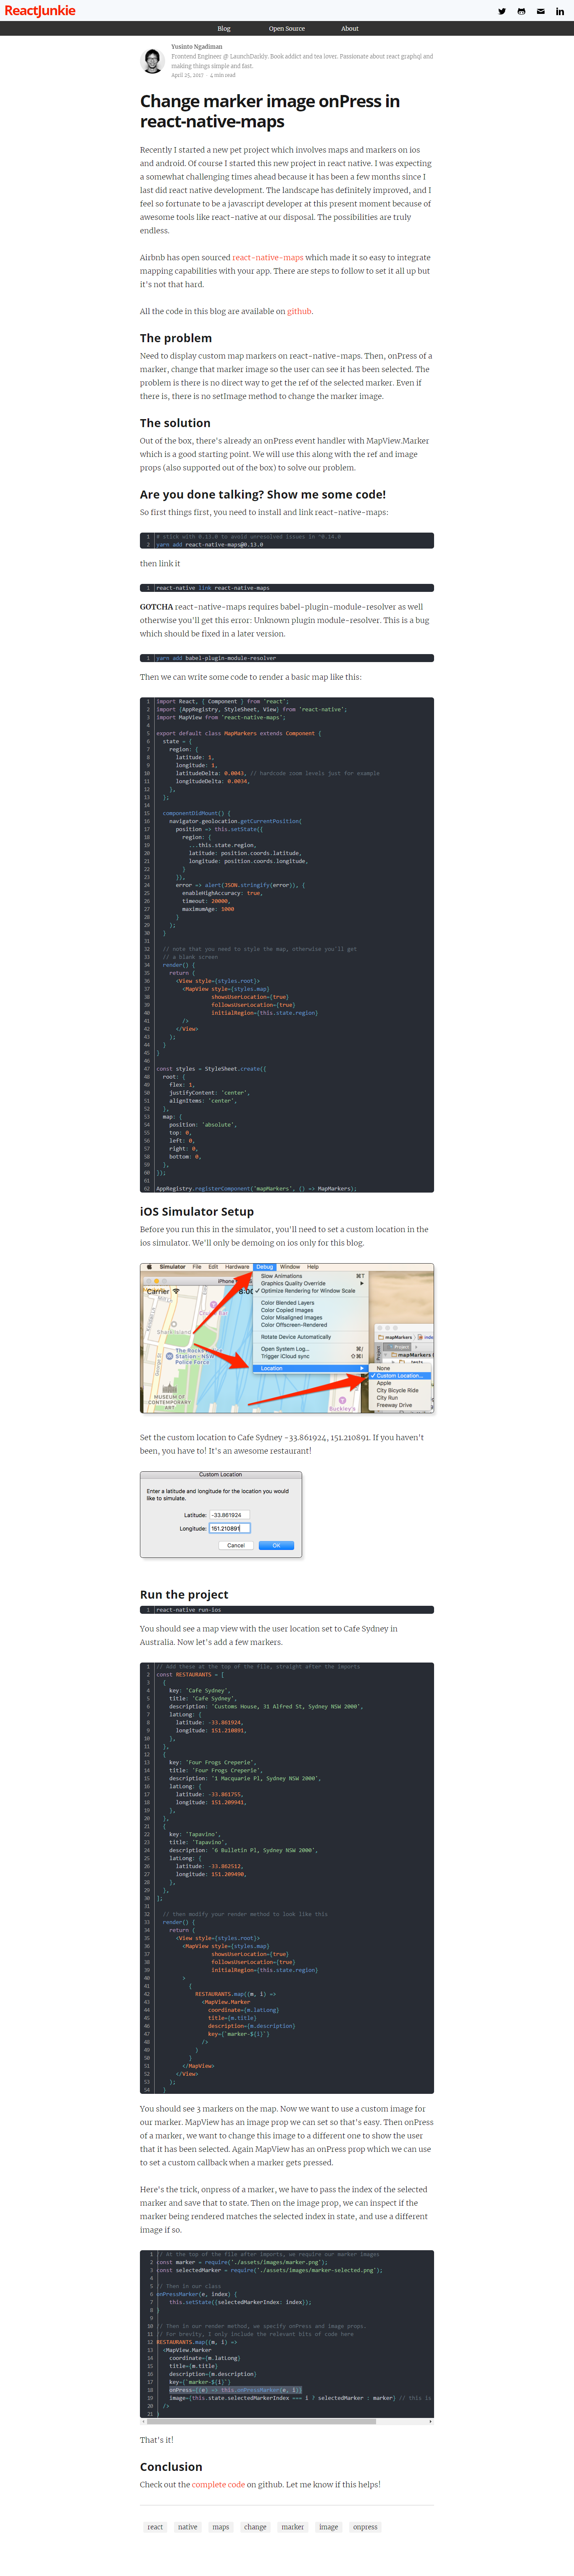 ReactJunkie
Blog Open Source About
Yusinto Ngadiman
Frontend Engineer @ LaunchDarkly. Book addict and tea lover. Passionate about react graphql and
making things simple and fast.
April 25, 2017 · 4 min read
Change marker image onPress in
react-native-maps
Recently I started a new pet project which involves maps and markers on ios
and android. Of course I started this new project in react native. I was expecting
a somewhat challenging times ahead because it has been a few months since I
last did react native development. The landscape has definitely improved, and I
feel so fortunate to be a javascript developer at this present moment because of
awesome tools like react-native at our disposal. The possibilities are truly
endless.
Airbnb has open sourced react-native-maps which made it so easy to integrate
mapping capabilities with your app. There are steps to follow to set it all up but
it's not that hard.
All the code in this blog are available on github.
The problem
Need to display custom map markers on react-native-maps. Then, onPress of a
marker, change that marker image so the user can see it has been selected. The
problem is there is no direct way to get the ref of the selected marker. Even if
there is, there is no setImage method to change the marker image.
The solution
Out of the box, there's already an onPress event handler with MapView.Marker
which is a good starting point. We will use this along with the ref and image
props (also supported out of the box) to solve our problem.
Are you done talking? Show me some code!
So first things first, you need to install and link react-native-maps:
1 # stick with 0.13.0 to avoid unresolved issues in ^0.14.0
2 yarn add react-native-maps@0.13.0
then link it
1 react-native link react-native-maps
GOTCHA react-native-maps requires babel-plugin-module-resolver as well
otherwise you'll get this error: Unknown plugin module-resolver. This is a bug
which should be fixed in a later version.
1 yarn add babel-plugin-module-resolver
Then we can write some code to render a basic map like this:
1 import React, { Component } from 'react';
2 import {AppRegistry, StyleSheet, View} from 'react-native';
3 import MapView from 'react-native-maps';
4
5 export default class MapMarkers extends Component {
6 state = {
7 region: {
8 latitude: 1,
9 longitude: 1,
10 latitudeDelta: 0.0043, // hardcode zoom levels just for example
11 longitudeDelta: 0.0034,
12 },
13 };
14
15 componentDidMount() {
16 navigator.geolocation.getCurrentPosition(
17 position => this.setState({
18 region: {
19 ...this.state.region,
20 latitude: position.coords.latitude,
21 longitude: position.coords.longitude,
22 }
23 }),
24 error => alert(JSON.stringify(error)), {
25 enableHighAccuracy: true,
26 timeout: 20000,
27 maximumAge: 1000
28 }
29 );
30 }
31
32 // note that you need to style the map, otherwise you'll get
33 // a blank screen
34 render() {
35 return (
36 <View style={styles.root}>
37 <MapView style={styles.map}
38 showsUserLocation={true}
39 followsUserLocation={true}
40 initialRegion={this.state.region}
41 />
42 </View>
43 );
44 }
45 }
46
47 const styles = StyleSheet.create({
48 root: {
49 flex: 1,
50 justifyContent: 'center',
51 alignItems: 'center',
52 },
53 map: {
54 position: 'absolute',
55 top: 0,
56 left: 0,
57 right: 0,
58 bottom: 0,
59 },
60 });
61
62 AppRegistry.registerComponent('mapMarkers', () => MapMarkers);
iOS Simulator Setup
Before you run this in the simulator, you'll need to set a custom location in the
ios simulator. We'll only be demoing on ios only for this blog.
Simulator File Edit Hardware Debug Window Help
Slow Animations ⌘T
Graphics Quality Override
✓ Optimize Rendering for Window Scale
Color Blended Layers
Color Copied Images
Color Misaligned Images
Color Offscreen-Rendered
Rotate Device Automatically
Open System Log... ⌘/
Trigger iCloud sync ⇧⌘I
Location
None
✓ Custom Location...
Apple
City Bicycle Ride
City Run
Freeway Drive
iPhone
Carrier 8:00
The Rocks
Station - NSW
Police Force
MUSEUM OF
CONTEMPORARY
mapMarkers
Project
mapMarkers
Set the custom location to Cafe Sydney -33.861924, 151.210891. If you haven't
been, you have to! It's an awesome restaurant!
Custom Location
Enter a latitude and longitude for the location you would
like to simulate.
Latitude: -33.861924
Longitude: 151.210891
Cancel OK
Run the project
1 react-native run-ios
You should see a map view with the user location set to Cafe Sydney in
Australia. Now let's add a few markers.
1 // Add these at the top of the file, straight after the imports
2 const RESTAURANTS = [
3 {
4 key: 'Cafe Sydney',
5 title: 'Cafe Sydney',
6 description: 'Customs House, 31 Alfred St, Sydney NSW 2000',
7 latLong: {
8 latitude: -33.861924,
9 longitude: 151.210891,
10 },
11 },
12 {
13 key: 'Four Frogs Creperie',
14 title: 'Four Frogs Creperie',
15 description: '1 Macquarie Pl, Sydney NSW 2000',
16 latLong: {
17 latitude: -33.861755,
18 longitude: 151.209941,
19 },
20 },
21 {
22 key: 'Tapavino',
23 title: 'Tapavino',
24 description: '6 Bulletin Pl, Sydney NSW 2000',
25 latLong: {
26 latitude: -33.862512,
27 longitude: 151.209490,
28 },
29 },
30 ];
31
32 // then modify your render method to look like this
33 render() {
34 return (
35 <View style={styles.root}>
36 <MapView style={styles.map}
37 showsUserLocation={true}
38 followsUserLocation={true}
39 initialRegion={this.state.region}
40 >
41 {
42 RESTAURANTS.map((m, i) =>
43 <MapView.Marker
44 coordinate={m.latLong}
45 title={m.title}
46 description={m.description}
47 key={`marker-${i}`}
48 />
49 )
50 }
51 </MapView>
52 </View>
53 );
54 }
You should see 3 markers on the map. Now we want to use a custom image for
our marker. MapView has an image prop we can set so that's easy. Then onPress
of a marker, we want to change this image to a different one to show the user
that it has been selected. Again MapView has an onPress prop which we can use
to set a custom callback when a marker gets pressed.
Here's the trick, onpress of a marker, we have to pass the index of the selected
marker and save that to state. Then on the image prop, we can inspect if the
marker being rendered matches the selected index in state, and use a different
image if so.
1 // At the top of the file after imports, we require our marker images
2 const marker = require('./assets/images/marker.png');
3 const selectedMarker = require('./assets/images/marker-selected.png');
4
5 // Then in our class
6 onPressMarker(e, index) {
7 this.setState({selectedMarkerIndex: index});
8 }
9
10 // Then in our render method, we specify onPress and image props.
11 // For brevity, I only include the relevant bits of code here
12 RESTAURANTS.map((m, i) =>
13 <MapView.Marker
14 coordinate={m.latLong}
15 title={m.title}
16 description={m.description}
17 key={`marker-${i}`}
18 onPress={(e) => this.onPressMarker(e, i)}
19 image={this.state.selectedMarkerIndex === i ? selectedMarker : marker} // this is
20 />
21 )
That's it!
Conclusion
Check out the complete code on github. Let me know if this helps!
react native maps change marker image onpress